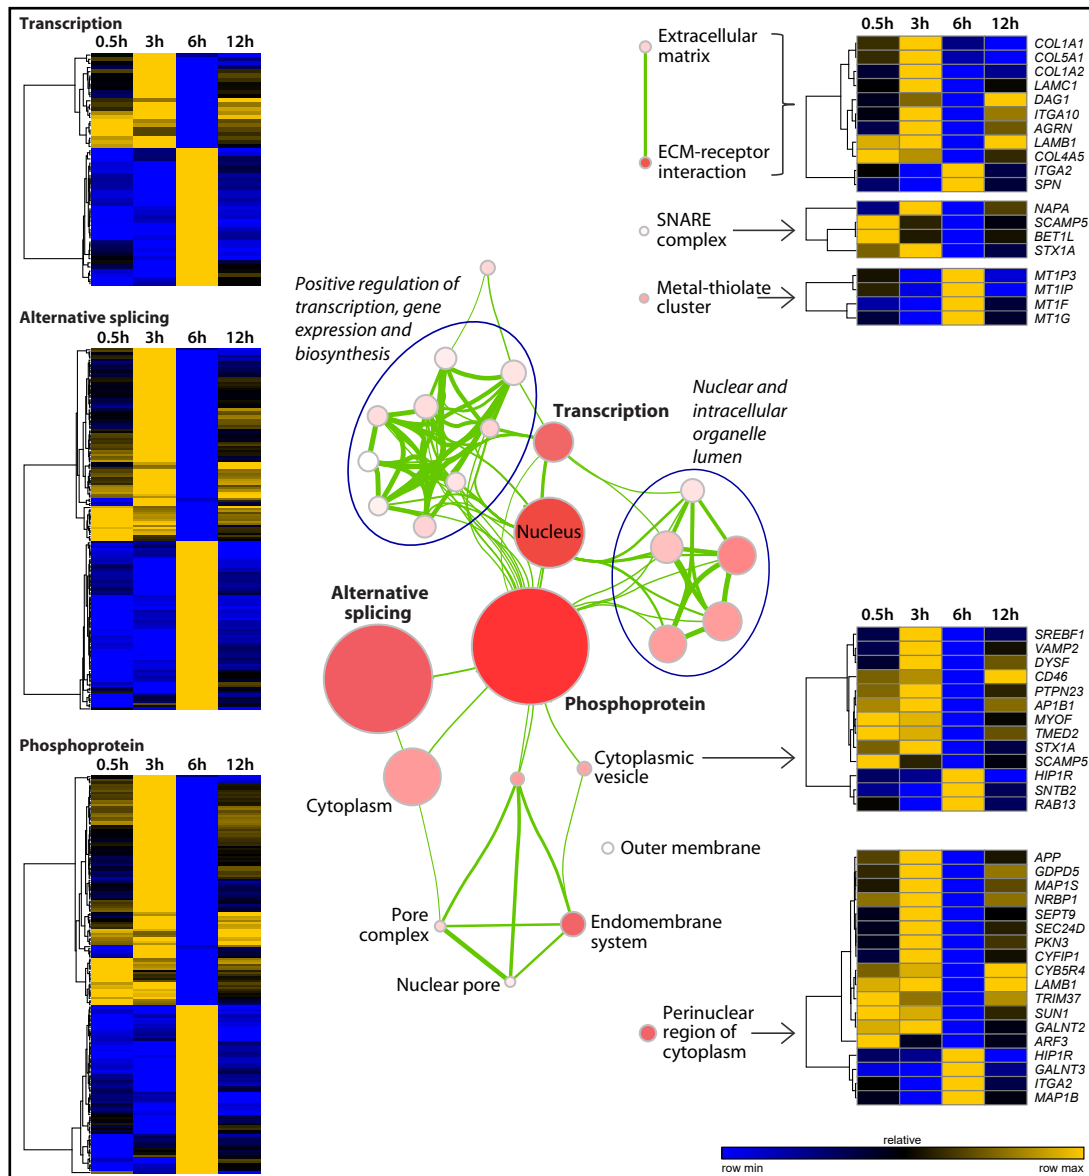 Transcription
0.5h 3h 6h 12h
Alternative splicing
0.5h 3h 6h 12h
Phosphoprotein
0.5h 3h 6h 12h
Positive regulation of
transcription, gene
expression and
biosynthesis
Transcription
Nuclear and
intracellular
organelle
lumen
Nucleus
Alternative
splicing
Phosphoprotein
Cytoplasm
Cytoplasmic
vesicle
Outer membrane
Pore
complex
Endomembrane
system
Nuclear pore
Perinuclear
region of
cytoplasm
Extracellular
matrix
ECM-receptor
interaction
SNARE
complex
Metal-thiolate
cluster
0.5h 3h 6h 12h
COL1A1
COL5A1
COL1A2
LAMC1
DAG1
ITGA10
AGRN
LAMB1
COL4A5
ITGA2
SPN
NAPA
SCAMP5
BET1L
STX1A
MT1P3
MT1IP
MT1F
MT1G
0.5h 3h 6h 12h
SREBF1
VAMP2
DYSF
CD46
PTPN23
AP1B1
MYOF
TMED2
STX1A
SCAMP5
HIP1R
SNTB2
RAB13
APP
GDPD5
MAP1S
NRBP1
SEPT9
SEC24D
PKN3
CYFIP1
CYB5R4
LAMB1
TRIM37
SUN1
GALNT2
ARF3
HIP1R
GALNT3
ITGA2
MAP1B
relative
row min row max